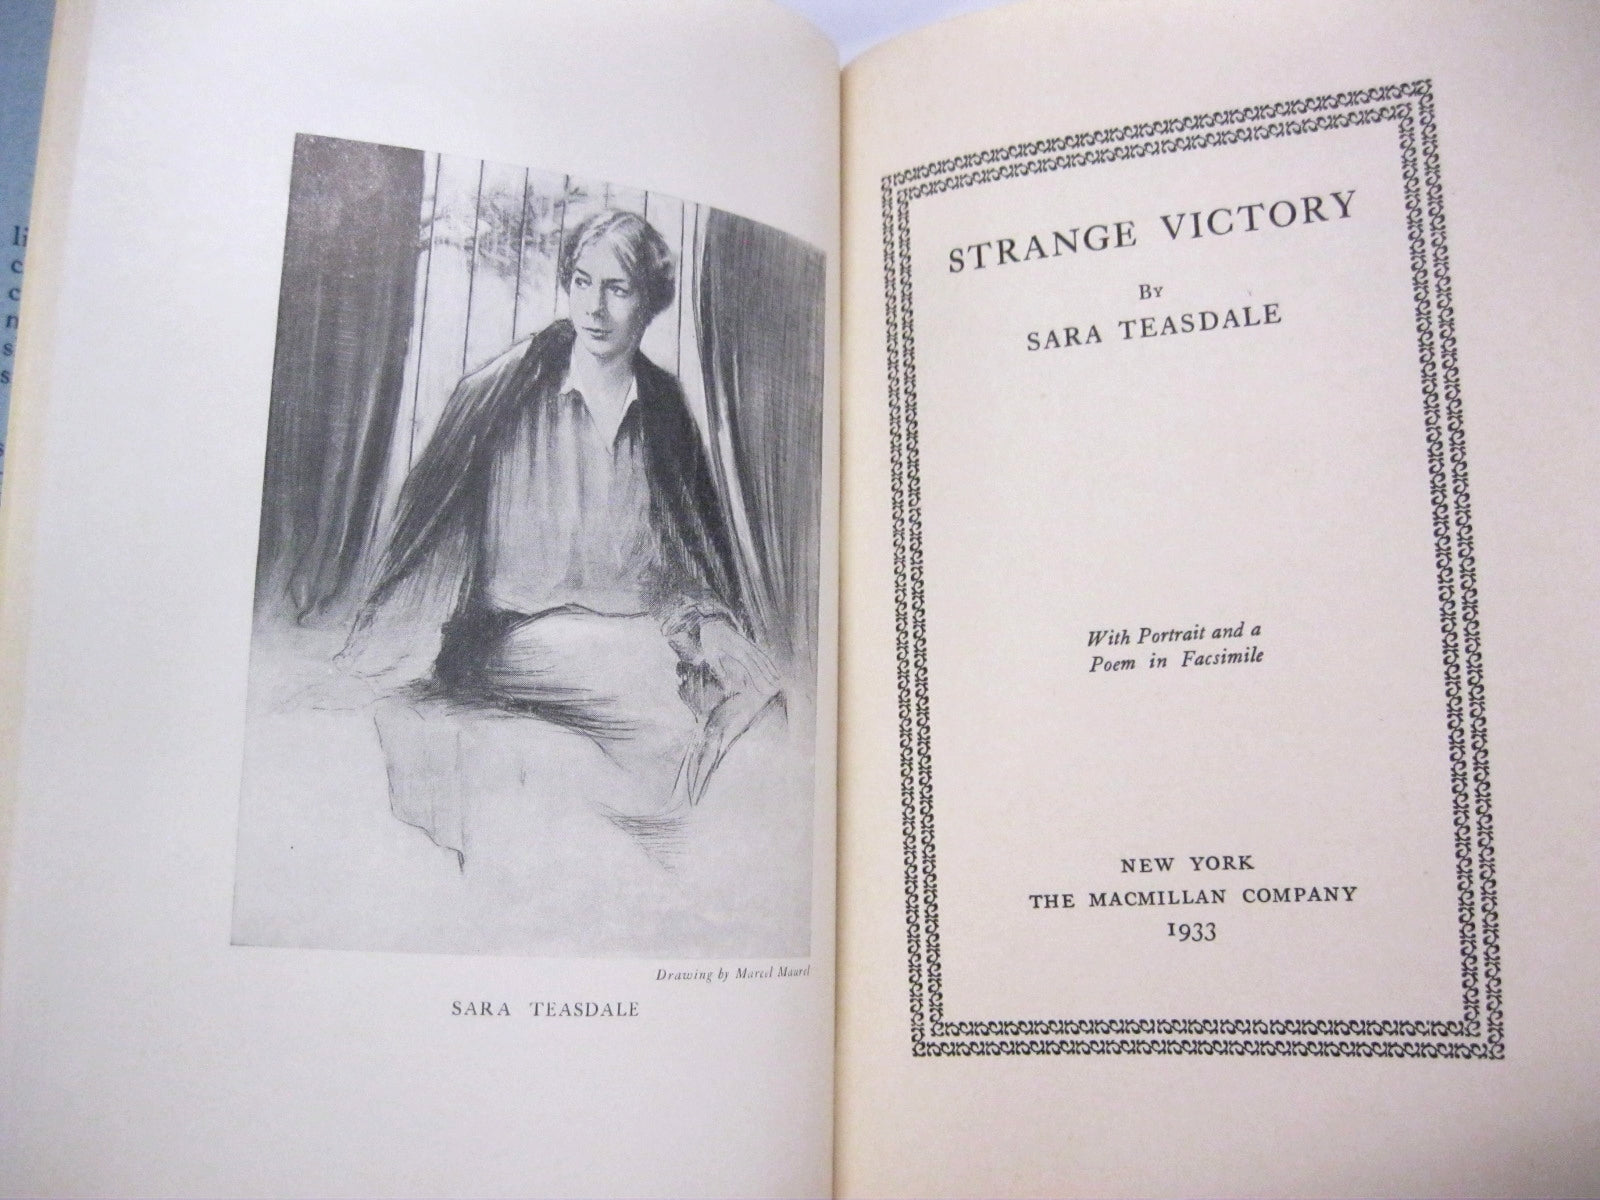 Drawing by Marcel Maurel
SARA TEASDALE
STRANGE VICTORY
BY
SARA TEASDALE
With Portrait and a
Poem in Facsimile
NEW YORK
THE MACMILLAN COMPANY
1933